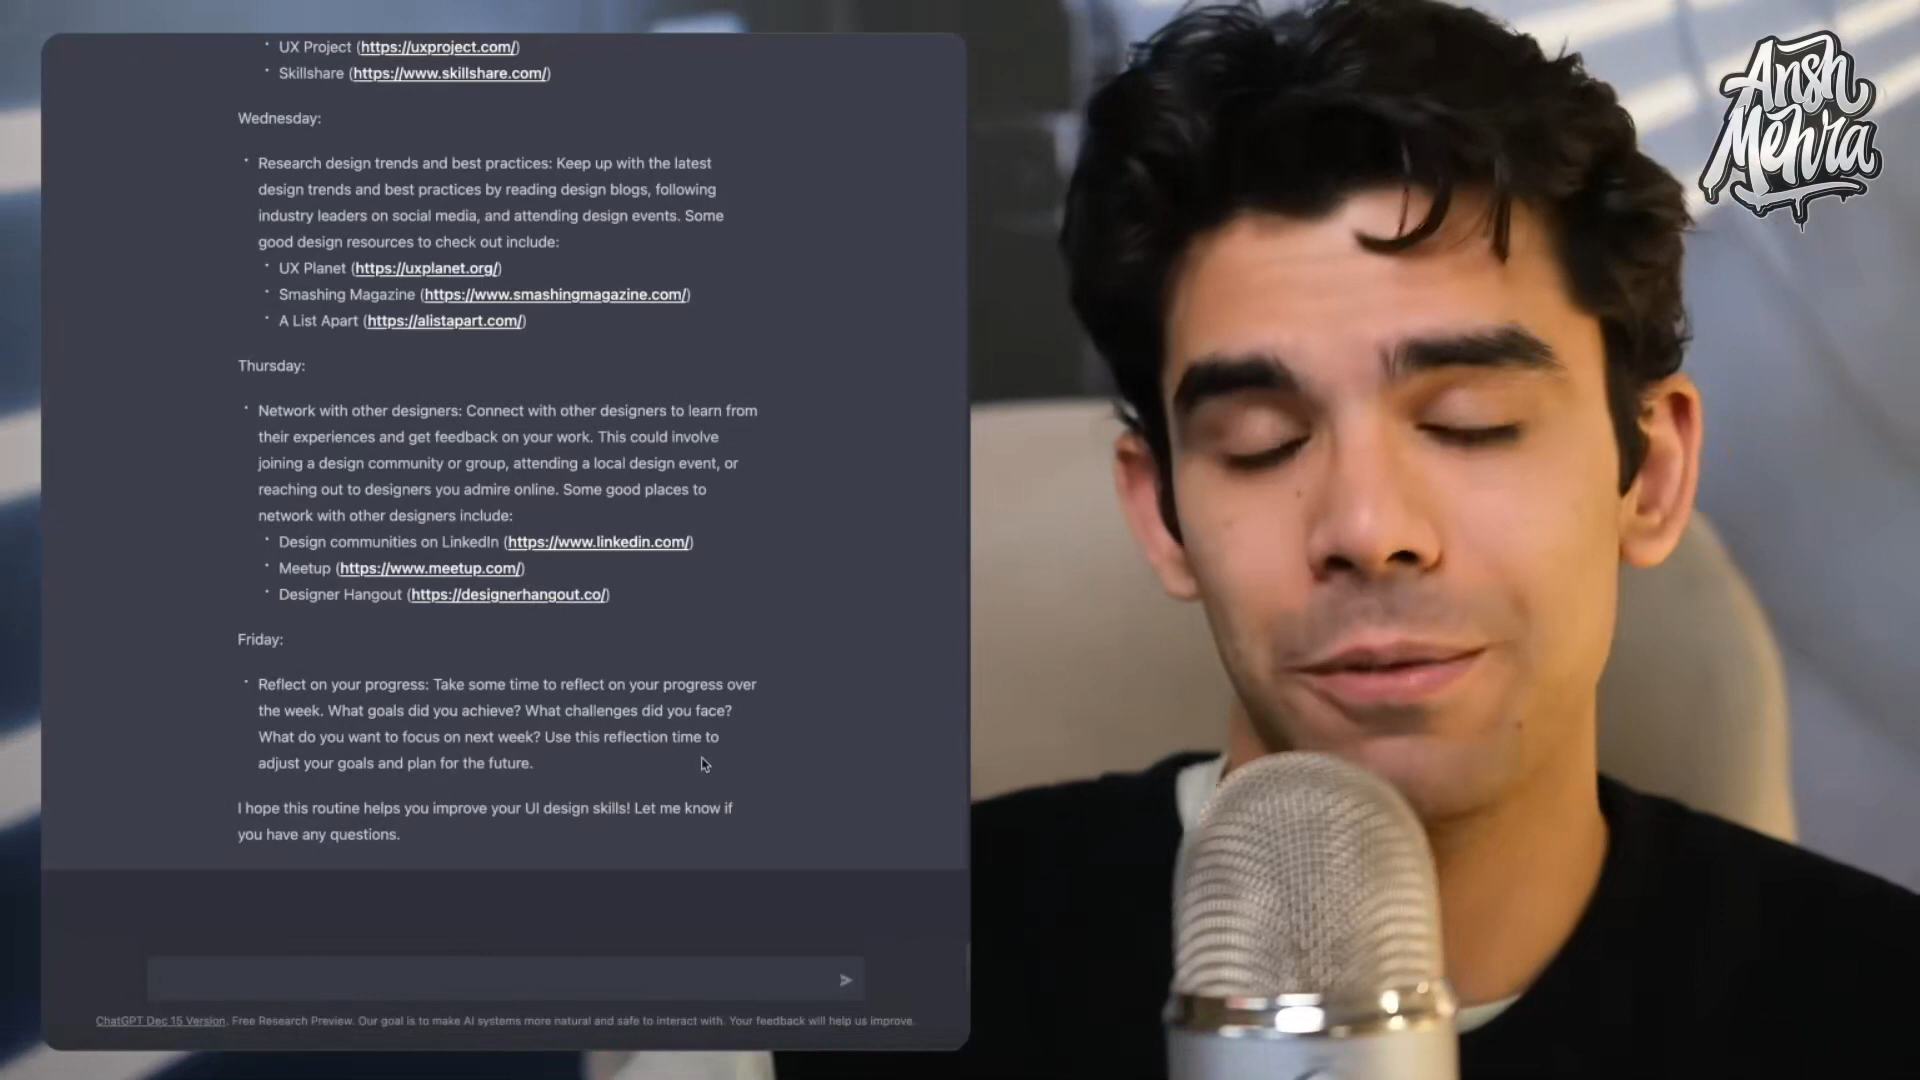 • UX Project (https://uxproject.com/)
• Skillshare (https://www.skillshare.com/)
Wednesday:
• Research design trends and best practices: Keep up with the latest
design trends and best practices by reading design blogs, following
industry leaders on social media, and attending design events. Some
good design resources to check out include:
• UX Planet (https://uxplanet.org/)
• Smashing Magazine (https://www.smashingmagazine.com/)
• A List Apart (https://alistapart.com/)
Thursday:
• Network with other designers: Connect with other designers to learn from
their experiences and get feedback on your work. This could involve
joining a design community or group, attending a local design event, or
reaching out to designers you admire online. Some good places to
network with other designers include:
• Design communities on LinkedIn (https://www.linkedin.com/)
• Meetup (https://www.meetup.com/)
• Designer Hangout (https://designerhangout.co/)
Friday:
• Reflect on your progress: Take some time to reflect on your progress over
the week. What goals did you achieve? What challenges did you face?
What do you want to focus on next week? Use this reflection time to
adjust your goals and plan for the future.
I hope this routine helps you improve your UI design skills! Let me know if
you have any questions.
ChatGPT Dec 15 Version. Free Research Preview. Our goal is to make AI systems more natural and safe to interact with. Your feedback will help us improve.
Ansh
Mehra